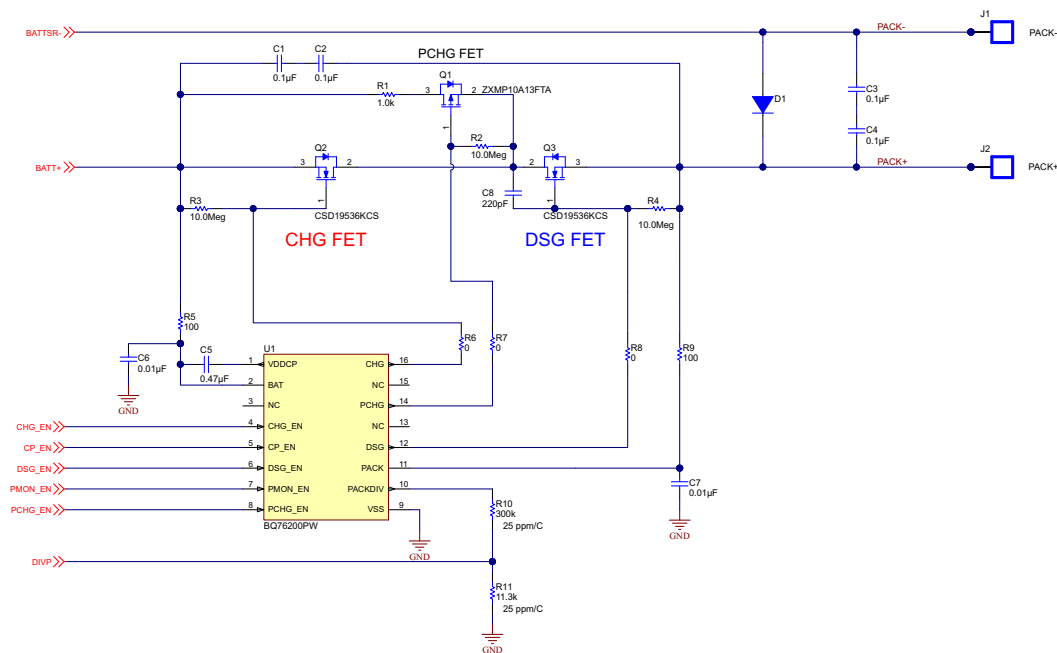 J1
BATTSR-
PACK-
PACK-
C1
0.1µF
C2
0.1µF
PCHG FET
Q1
ZXMP10A13FTA
R1
1.0k
3
2
1
R2
10.0Meg
D1
C3
0.1µF
C4
0.1µF
J2
BATT+
PACK+
PACK+
Q2
3
2
1
CSD19536KCS
Q3
2
3
1
CSD19536KCS
C8
220pF
R3
10.0Meg
R4
10.0Meg
CHG FET
DSG FET
R5
100
C6
0.01µF
GND
C5
0.47µF
R6
0
R7
0
R8
0
R9
100
U1
1
VDDCP
CHG
16
2
BAT
NC
15
3
NC
PCHG
14
CHG_EN
4
CHG_EN
NC
13
CP_EN
5
CP_EN
DSG
12
DSG_EN
6
DSG_EN
PACK
11
PMON_EN
7
PMON_EN
PACKDIV
10
PCHG_EN
8
PCHG_EN
VSS
9
BQ76200PW
GND
C7
0.01µF
GND
R10
300k
25 ppm/C
DIVP
R11
11.3k
25 ppm/C
GND